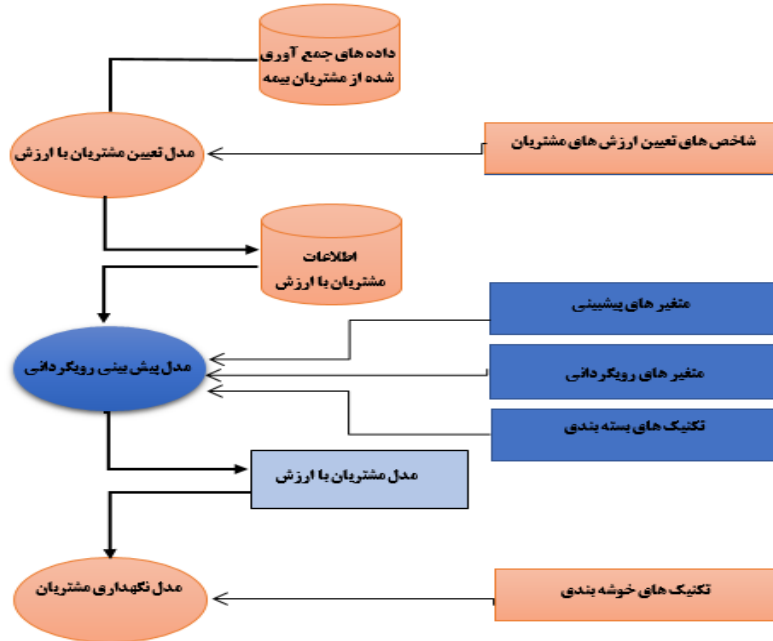 داده های جمع آوری
شده از مشتریان بیمه
مدل تعیین مشتریان با ارزش
شاخص های تعیین ارزش های مشتریان
اطلاعات
مشتریان با ارزش
متغیر های پیشبینی
مدل پیش بینی رویگردانی
متغیر های رویگردانی
تکنیک های بسته بندی
مدل مشتریان با ارزش
مدل نگهداری مشتریان
تکنیک های خوشه بندی